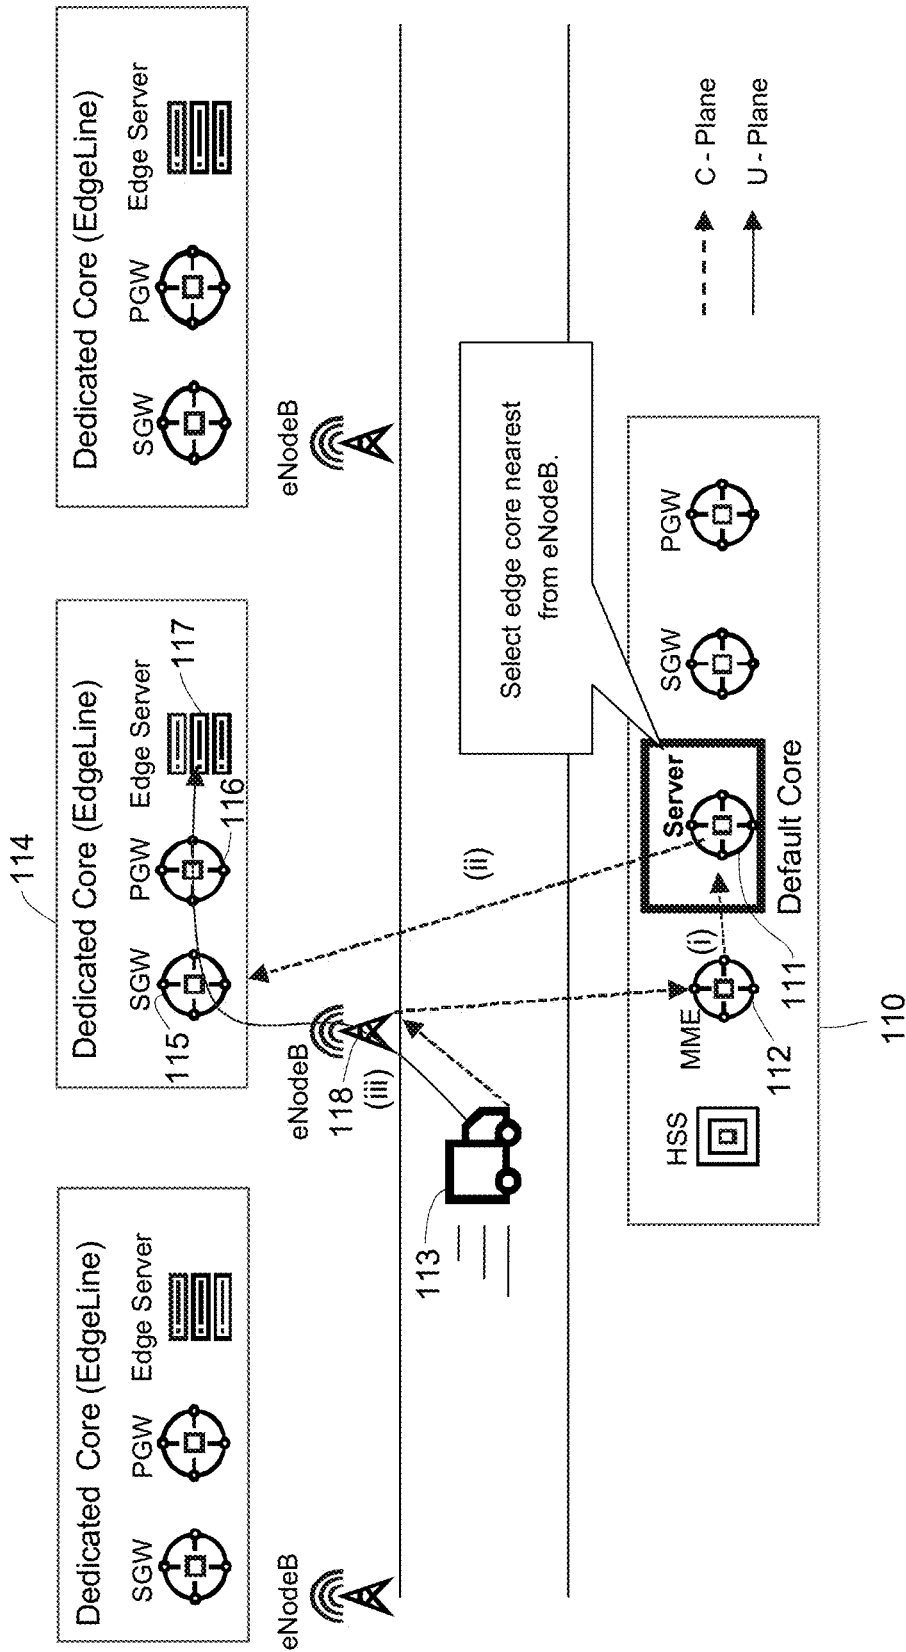 Dedicated Core (EdgeLine)
SGW
PGW
Edge Server
eNodeB
114
Dedicated Core (EdgeLine)
SGW
PGW
Edge Server
115
116
117
eNodeB
118
(iii)
Dedicated Core (EdgeLine)
SGW
PGW
Edge Server
eNodeB
113
(ii)
Select edge core nearest
from eNodeB.
HSS
MME
(i)
Server
SGW
PGW
112
111
Default Core
110
C - Plane
U - Plane